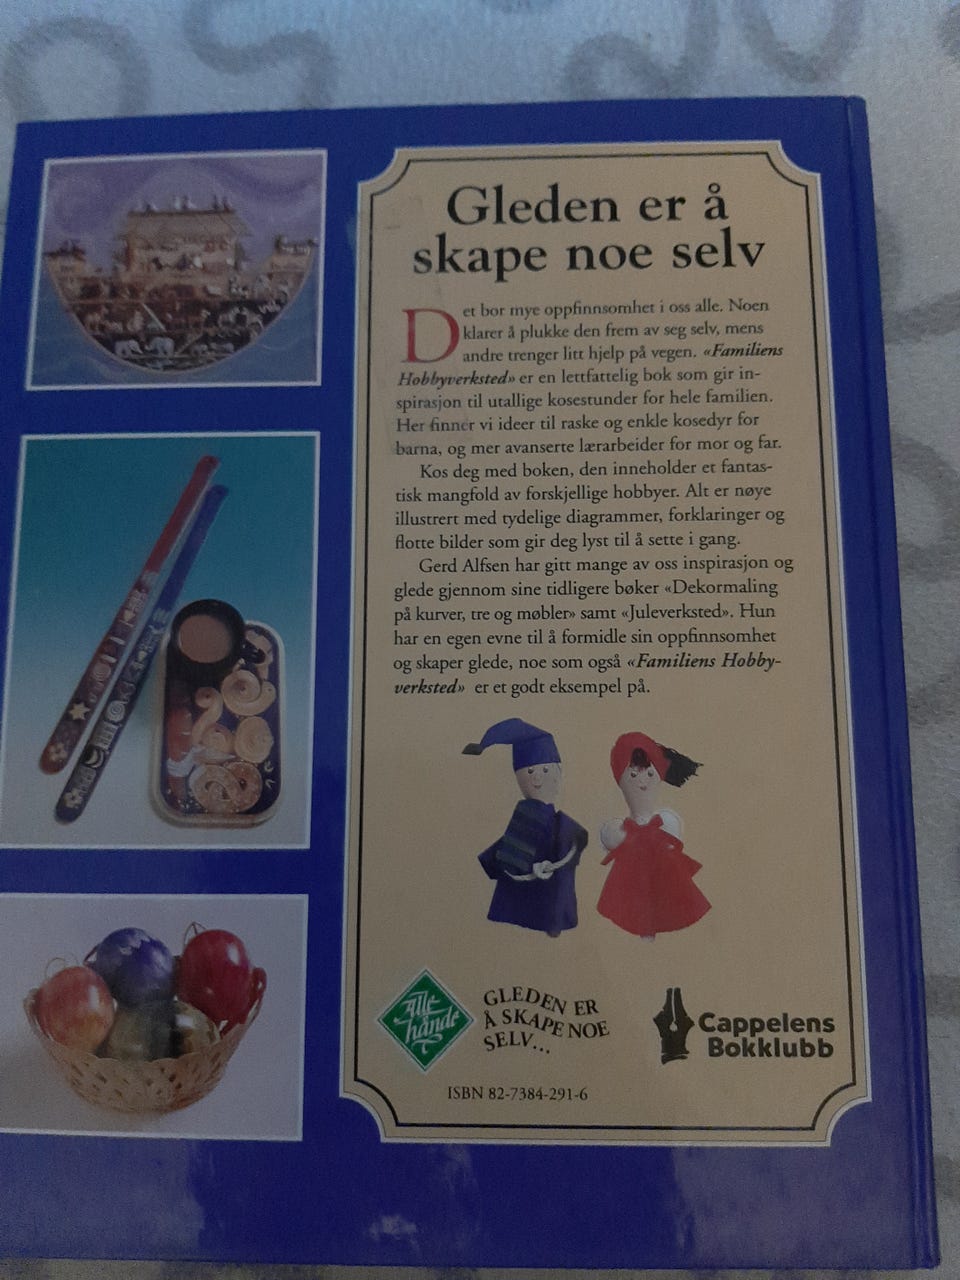 Gleden er å
skape noe selv
Det bor mye oppfinnsomhet i oss alle. Noen
klarer å plukke den frem av seg selv, mens
andre trenger litt hjelp på vegen. «Familiens
Hobbyverksted» er en lettfattelig bok som gir in-
spirasjon til utallige kosestunder for hele familien.
Her finner vi ideer til raske og enkle kosedyr for
barna, og mer avanserte lærarbeider for mor og far.
Kos deg med boken, den inneholder et fantas-
tisk mangfold av forskjellige hobbyer. Alt er nøye
illustrert med tydelige diagrammer, forklaringer og
flotte bilder som gir deg lyst til å sette i gang.
Gerd Alfsen har gitt mange av oss inspirasjon og
glede gjennom sine tidligere bøker «Dekormaling
på kurver, tre og møbler» samt «Juleverksted». Hun
har en egen evne til å formidle sin oppfinnsomhet
og skaper glede, noe som også «Familiens Hobby-
verksted» er et godt eksempel på.
Alle
hånde
GLEDEN ER
Å SKAPE NOE
SELV...
Cappelens
Bokklubb
ISBN 82-7384-291-6